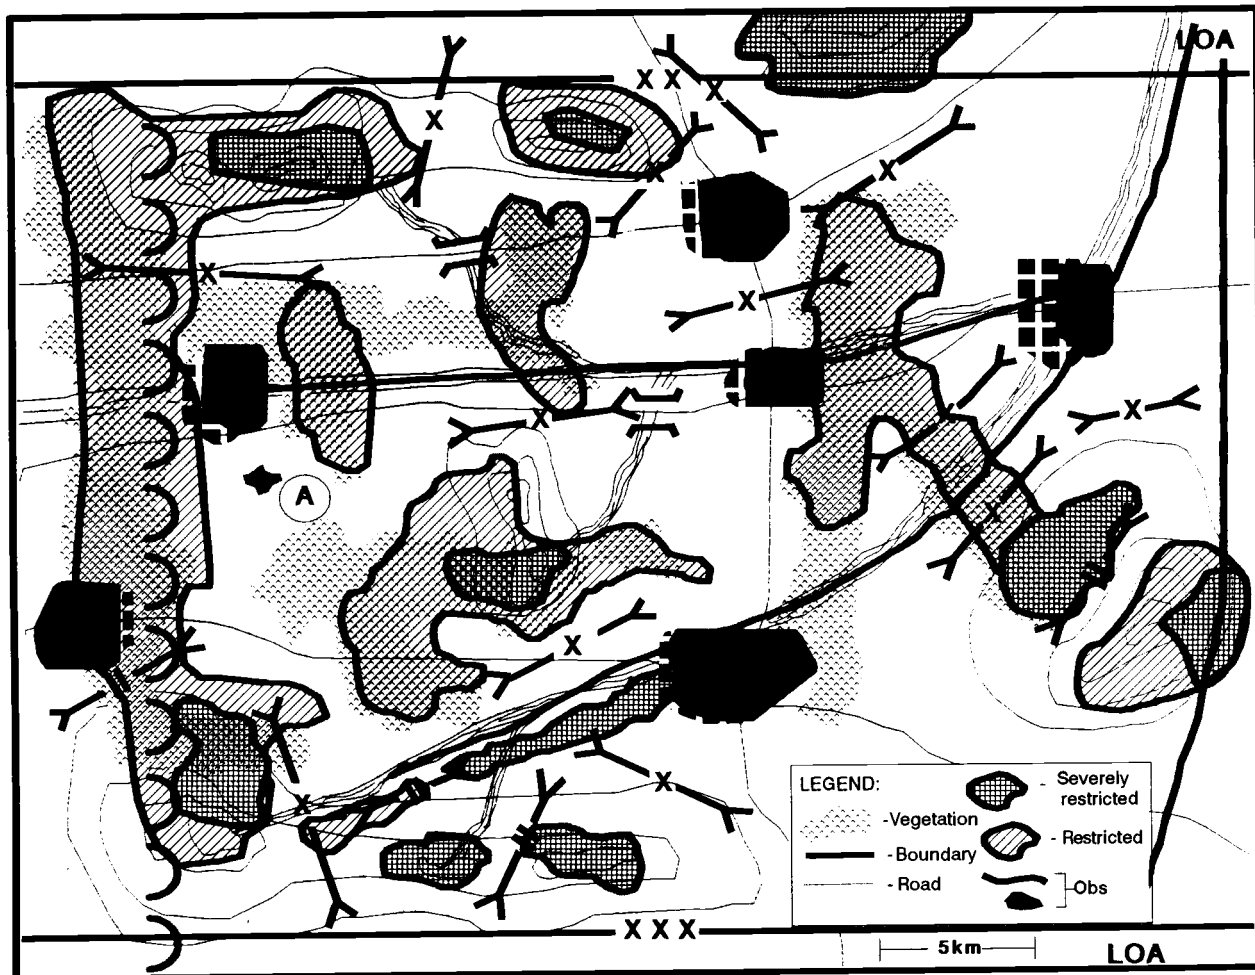 LOA
X X
X
X
X
X
X
X
X
X
X
A
X
X
X
X
X X X
LEGEND:
-Vegetation
-Boundary
-Road
- Severely
restricted
- Restricted
Obs
5km
LOA